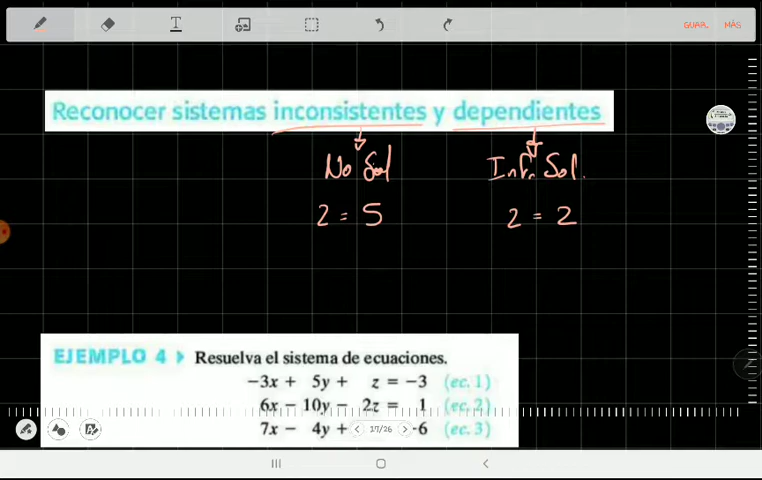 GUAR. MÁS
Reconocer sistemas inconsistentes y dependientes
No Sol Infn. Sol.
2 = 5 2 = 2
EJEMPLO 4 Resuelva el sistema de ecuaciones.
-3x + 5y + z = -3 (ec. 1)
6x - 10y - 2z = 1 (ec. 2)
7x - 4y + -6 (ec. 3)
17/26